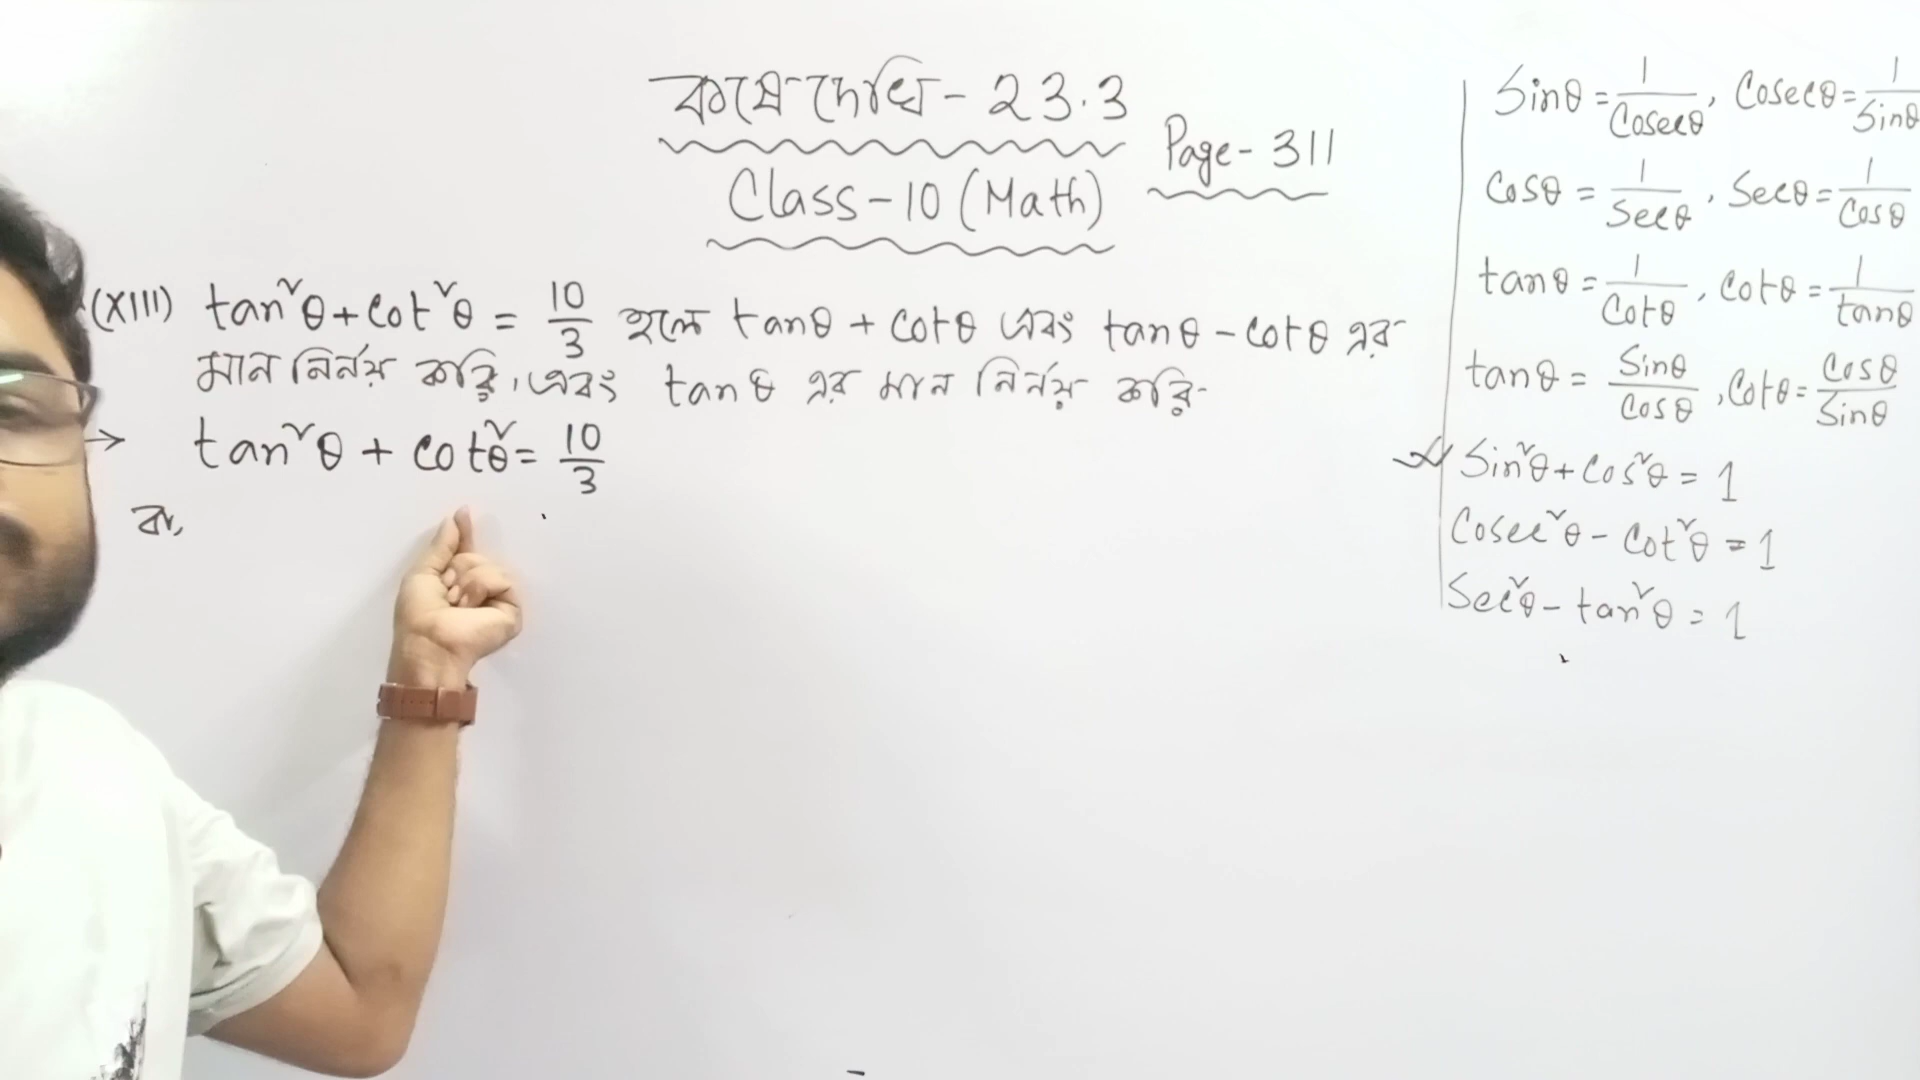 কষে দেখি - 23.3
Class - 10 (Math)
Page - 311
(XIII) tan²θ + cot²θ = 10/3 হলে tanθ + cotθ এবং tanθ - cotθ এর
মান নির্নয় করি, এবং tanθ এর মান নির্নয় করি
→ tan²θ + cot²θ = 10/3
বা,
Sinθ = 1/Cosecθ, Cosecθ = 1/Sinθ
Cosθ = 1/Secθ, Secθ = 1/Cosθ
tanθ = 1/Cotθ, Cotθ = 1/tanθ
tanθ = Sinθ/Cosθ, Cotθ = Cosθ/Sinθ
Sin²θ + Cos²θ = 1
Cosec²θ - Cot²θ = 1
Sec²θ - tan²θ = 1